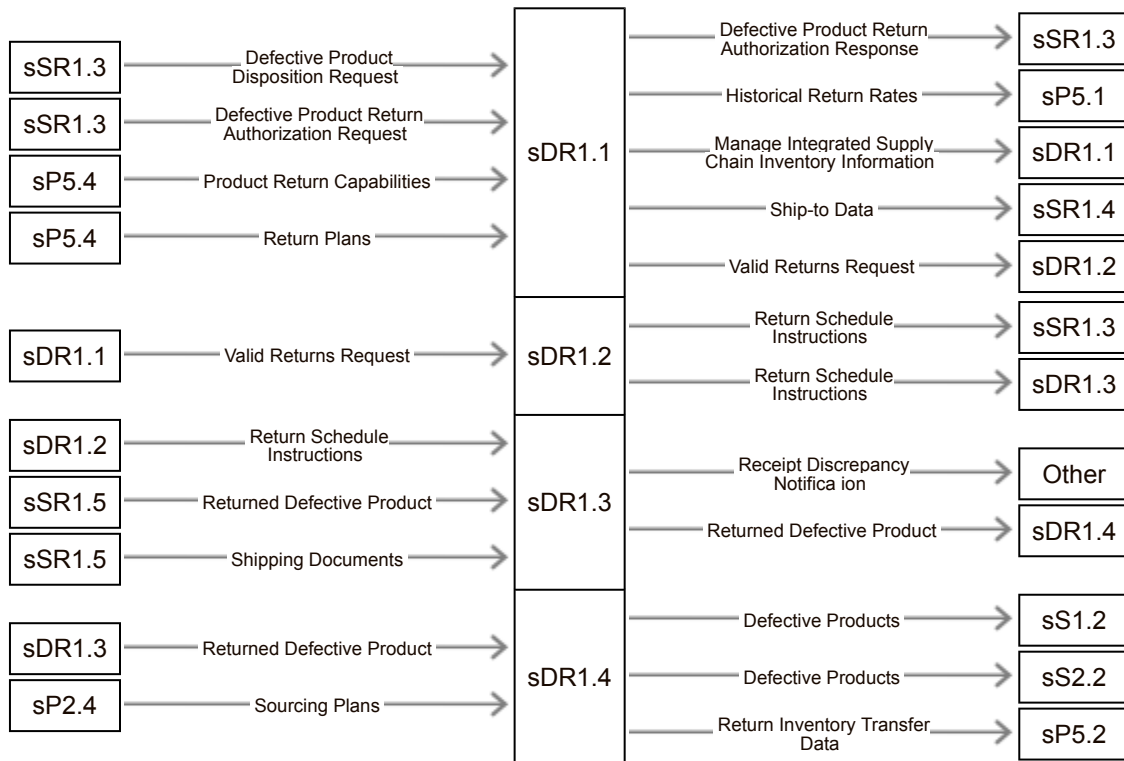 sSR1.3
Defective Product
Disposition Request
sSR1.3
Defective Product Return
Authorization Request
sP5.4
Product Return Capabilities
sP5.4
Return Plans
sDR1.1
Defective Product Return
Authorization Response
sSR1.3
Historical Return Rates
sP5.1
Manage Integrated Supply
Chain Inventory Information
sDR1.1
Ship-to Data
sSR1.4
Valid Returns Request
sDR1.2
sDR1.1
Valid Returns Request
sDR1.2
Return Schedule
Instructions
sSR1.3
Return Schedule
Instructions
sDR1.3
sDR1.2
Return Schedule
Instructions
sSR1.5
Returned Defective Product
sSR1.5
Shipping Documents
sDR1.3
Receipt Discrepancy
Notifica ion
Other
Returned Defective Product
sDR1.4
sDR1.3
Returned Defective Product
sP2.4
Sourcing Plans
sDR1.4
Defective Products
sS1.2
Defective Products
sS2.2
Return Inventory Transfer
Data
sP5.2